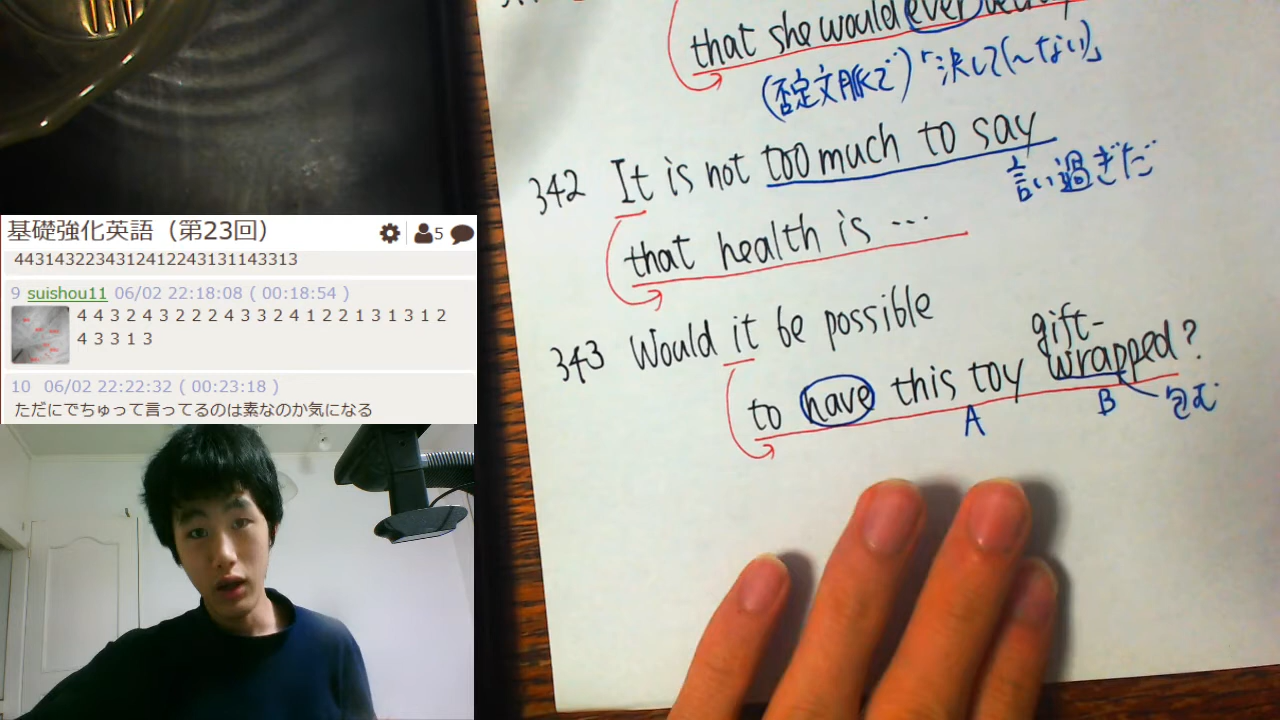 基礎強化英語（第23回）
5
44314322343124122431311433​13
9 suishou11 06/02 22:18:08 ( 00:18:54 )
4 4 3 2 4 3 2 2 2 4 3 3 2 4 1 2 2 1 3 1 3 1 2
4 3 3 1 3
10 06/02 22:22:32 ( 00:23:18 )
ただにでちゅって言ってるのは素なのか気になる
that she would ever
(否定文脈で)「決して(〜ない)」
342 It is not too much to say
言い過ぎだ
that health is ...
343 Would it be possible
to have this toy gift-
wrapped?
A B 包む